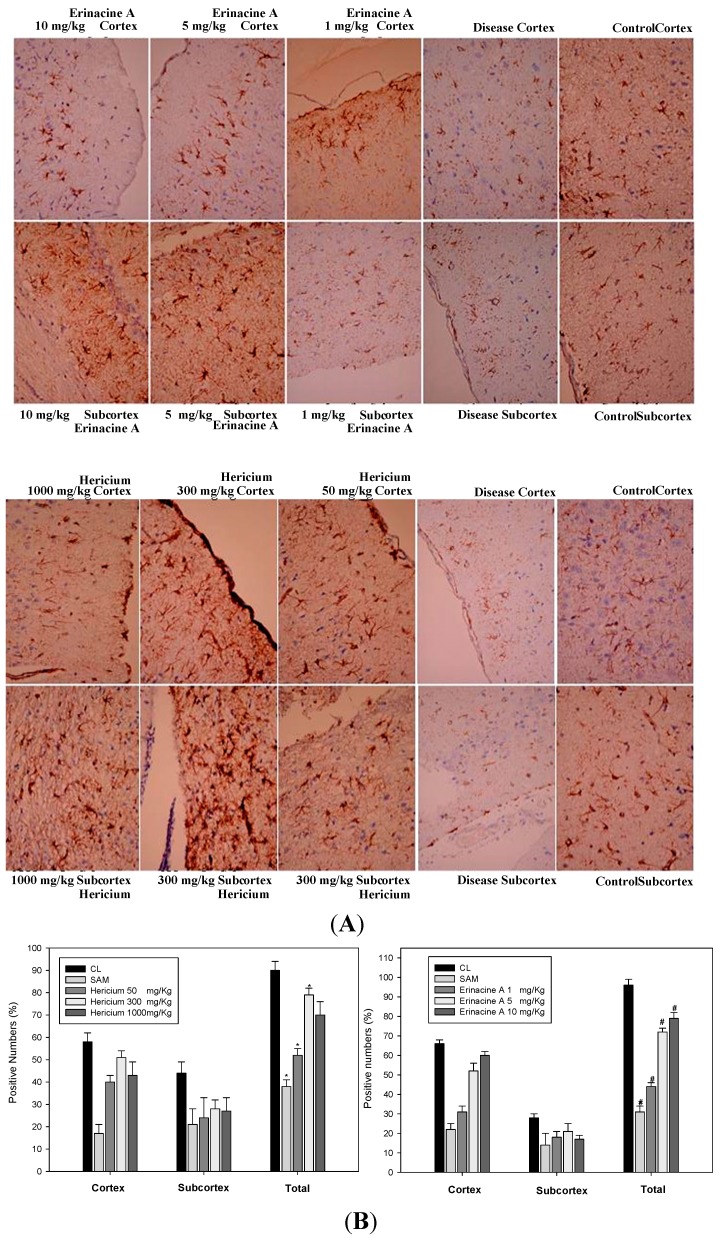 Erinacine A
10 mg/kg Cortex
Erinacine A
5 mg/kg Cortex
Erinacine A
1 mg/kg Cortex
Disease Cortex
ControlCortex
10 mg/kg Subcortex
Erinacine A
5 mg/kg Subcortex
Erinacine A
1 mg/kg Subcortex
Erinacine A
Disease Subcortex
ControlSubcortex
Hericium
1000 mg/kg Cortex
Hericium
300 mg/kg Cortex
Hericium
50 mg/kg Cortex
Disease Cortex
ControlCortex
1000 mg/kg Subcortex
Hericium
300 mg/kg Subcortex
Hericium
300 mg/kg Subcortex
Hericium
Disease Subcortex
ControlSubcortex
(A)
Positive Numbers (%)
100
90
80
70
60
50
40
30
20
10
0
CL
SAM
Hericium 50 mg/Kg
Hericium 300 mg/Kg
Hericium 1000mg/Kg
*
*
*
Cortex
Subcortex
Total
Positive numbers (%)
110
100
90
80
70
60
50
40
30
20
10
0
CL
SAM
Erinacine A 1 mg/Kg
Erinacine A 5 mg/Kg
Erinacine A 10 mg/Kg
#
#
#
#
Cortex
Subcortex
Total
(B)